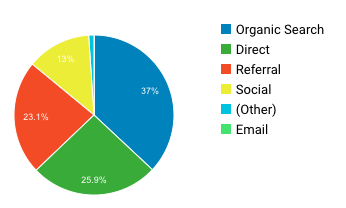 Organic Search
Direct
Referral
Social
(Other)
Email
37%
25.9%
23.1%
13%